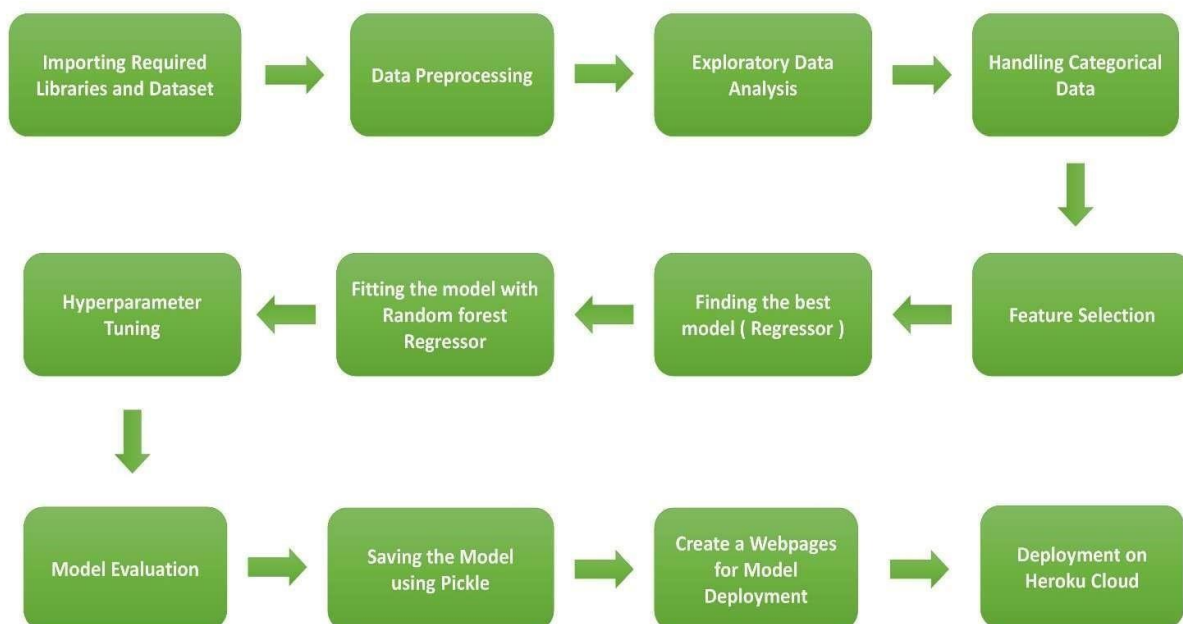 Importing Required
Libraries and Dataset
Data Preprocessing
Exploratory Data
Analysis
Handling Categorical
Data
Feature Selection
Finding the best
model ( Regressor )
Fitting the model with
Random forest
Regressor
Hyperparameter
Tuning
Model Evaluation
Saving the Model
using Pickle
Create a Webpages
for Model
Deployment
Deployment on
Heroku Cloud